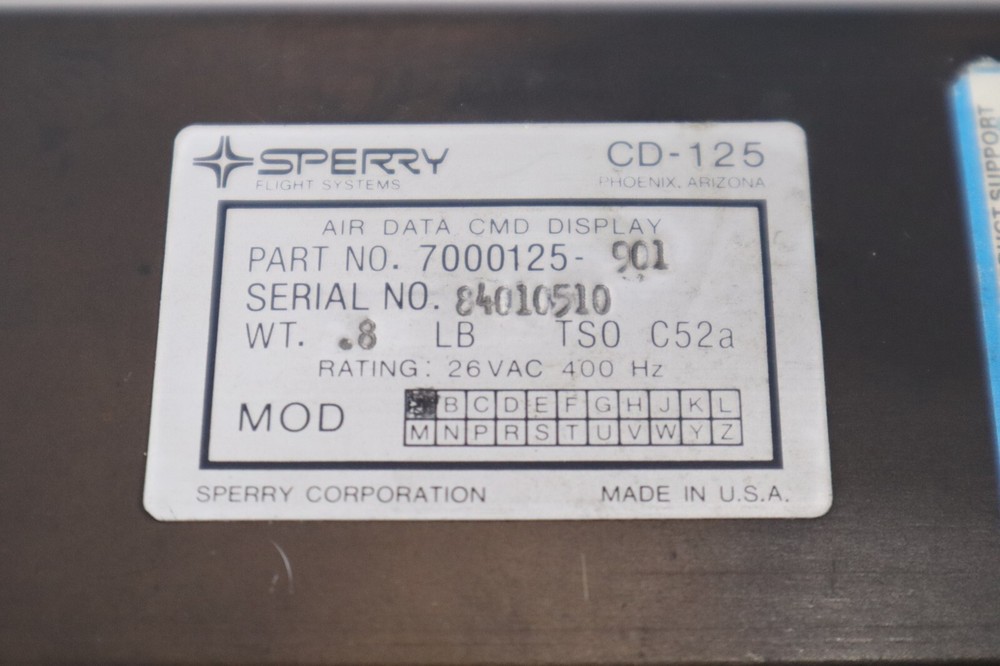 SPERRY CD-125
FLIGHT SYSTEMS PHOENIX, ARIZONA
AIR DATA CMD DISPLAY
PART NO. 7000125-901
SERIAL NO. 84010510
WT. .8 LB TSO C52a
RATING: 26VAC 400 Hz
MOD
B C D E F G H J K L
M N P R S T U V W Y Z
SPERRY CORPORATION MADE IN U.S.A.
SUPPORT